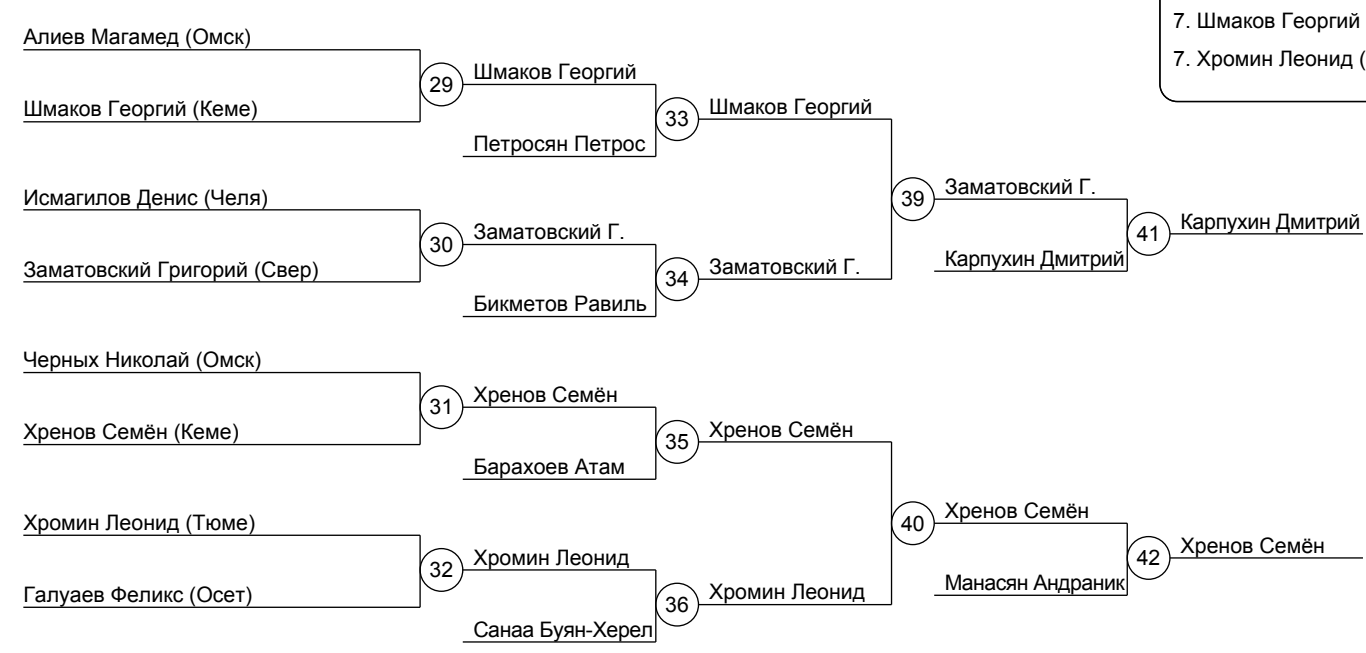 7. Шмаков Георгий
7. Хромин Леонид (
Алиев Магамед (Омск)
29
Шмаков Георгий
Шмаков Георгий (Кеме)
33
Шмаков Георгий
Петросян Петрос
Исмагилов Денис (Челя)
39
Заматовский Г.
30
Заматовский Г.
41
Карпухин Дмитрий
Заматовский Григорий (Свер)
34
Заматовский Г.
Карпухин Дмитрий
Бикметов Равиль
Черных Николай (Омск)
31
Хренов Семён
Хренов Семён (Кеме)
35
Хренов Семён
Барахоев Атам
Хромин Леонид (Тюме)
40
Хренов Семён
32
Хромин Леонид
42
Хренов Семён
Галуаев Феликс (Осет)
36
Хромин Леонид
Манасян Андраник
Санаа Буян-Херел